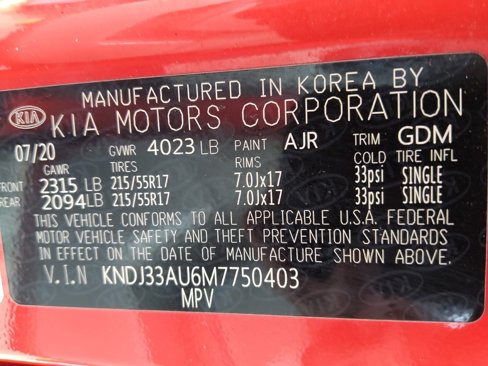 MANUFACTURED IN KOREA BY
KIA KIA MOTORS CORPORATION
07/20 GVWR 4023 LB PAINT AJR TRIM GDM
GAWR TIRES RIMS COLD TIRE INFL
FRONT 2315 LB 215/55R17 7.0Jx17 33psi SINGLE
REAR 2094 LB 215/55R17 7.0Jx17 33psi SINGLE
THIS VEHICLE CONFORMS TO ALL APPLICABLE U.S.A. FEDERAL
MOTOR VEHICLE SAFETY AND THEFT PREVENTION STANDARDS
IN EFFECT ON THE DATE OF MANUFACTURE SHOWN ABOVE.
V.I.N KNDJ33AU6M7750403
MPV